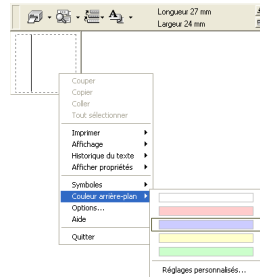 Longueur 27 mm
Largeur 24 mm
Couper
Copier
Coller
Tout sélectionner
Imprimer
Affichage
Historique du texte
Afficher propriétés
Symboles
Couleur arrière-plan
Options...
Aide
Quitter
Réglages personnalisés...